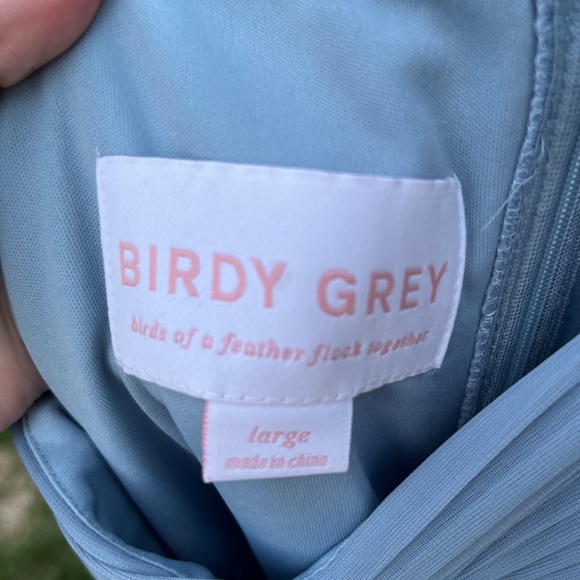 BIRDY GREY
birds of a feather flock together
large
made in china